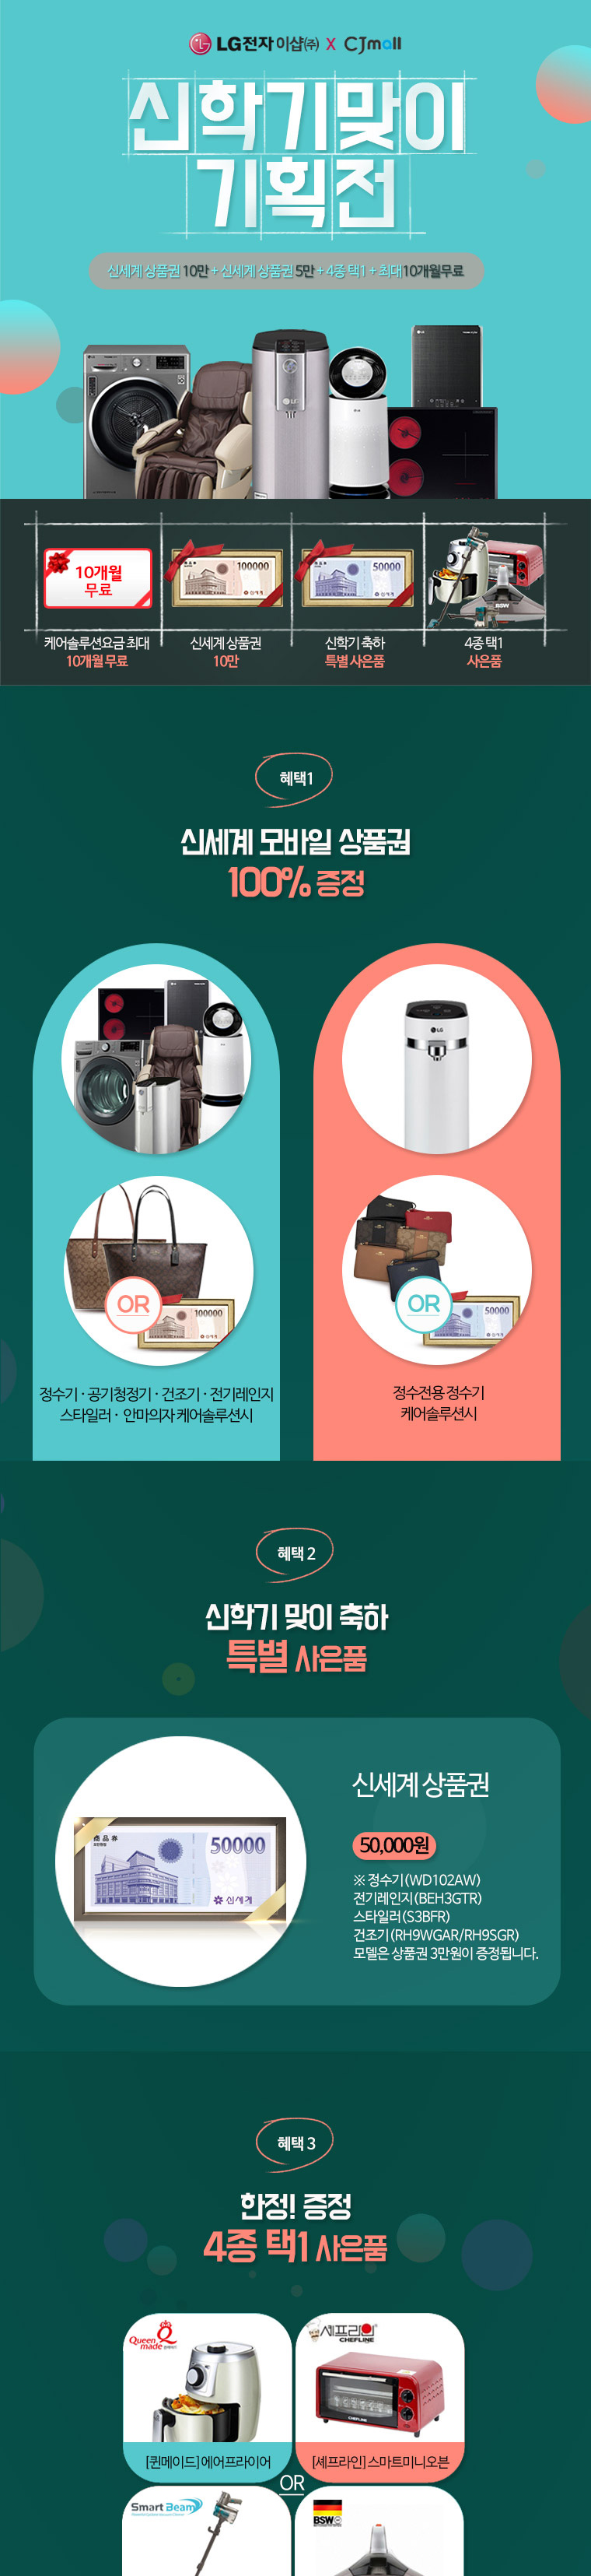 LG전자 이샵(주) X CJmall
신학기맞이
기획전
신세계 상품권 10만 + 신세계 상품권 5만 + 4종 택1 + 최대10개월무료
LG
10개월
무료
100000
50000
BSW
케어솔루션요금 최대
10개월 무료
신세계 상품권
10만
신학기 축하
특별 사은품
4종 택1
사은품
혜택1
신세계 모바일 상품권
100% 증정
LG
OR
100000
OR
50000
정수기 · 공기청정기 · 건조기 · 전기레인지
스타일러 · 안마의자 케어솔루션시
정수전용 정수기
케어솔루션시
혜택 2
신학기 맞이 축하
특별 사은품
商品券
50000
신세계
신세계 상품권
50,000원
※ 정수기(WD102AW)
전기레인지(BEH3GTR)
스타일러(S3BFR)
건조기(RH9WGAR/RH9SGR)
모델은 상품권 3만원이 증정됩니다.
혜택 3
한정! 증정
4종 택1 사은품
Queen made
셰프라인
CHEFLINE
CHEFLINE
[퀸메이드] 에어프라이어
[셰프라인] 스마트미니오븐
OR
Smart Beam
BSW